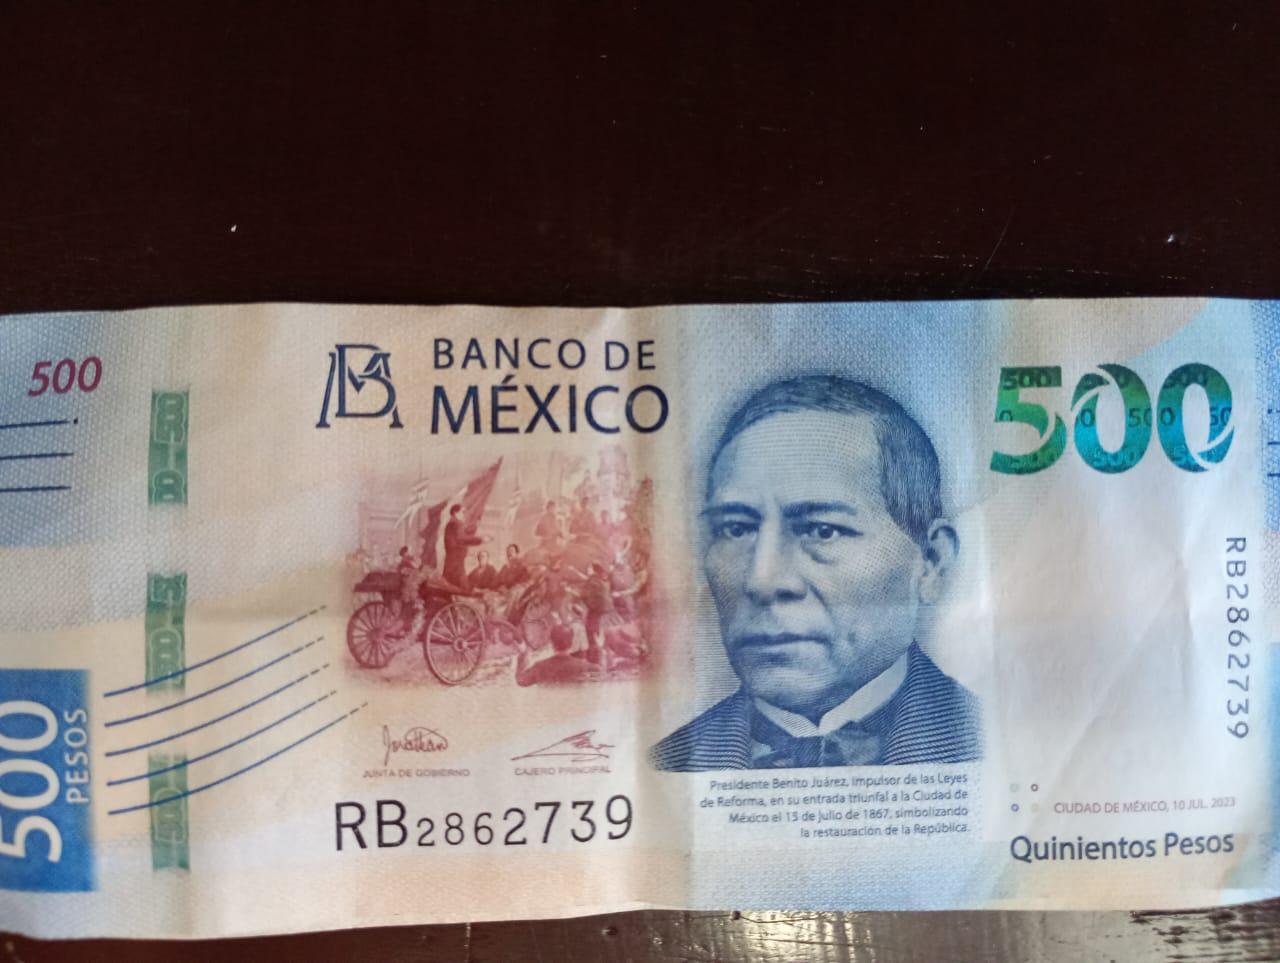 500
BM
BANCO DE
MÉXICO
500
RB2862739
500
PESOS
JUNTA DE GOBIERNO
CAJERO PRINCIPAL
RB2862739
Presidente Benito Juárez, impulsor de las Leyes
de Reforma, en su entrada triunfal a la Ciudad de
México el 15 de julio de 1867, simbolizando
la restauración de la República.
CIUDAD DE MÉXICO, 10 JUL. 2023
Quinientos Pesos